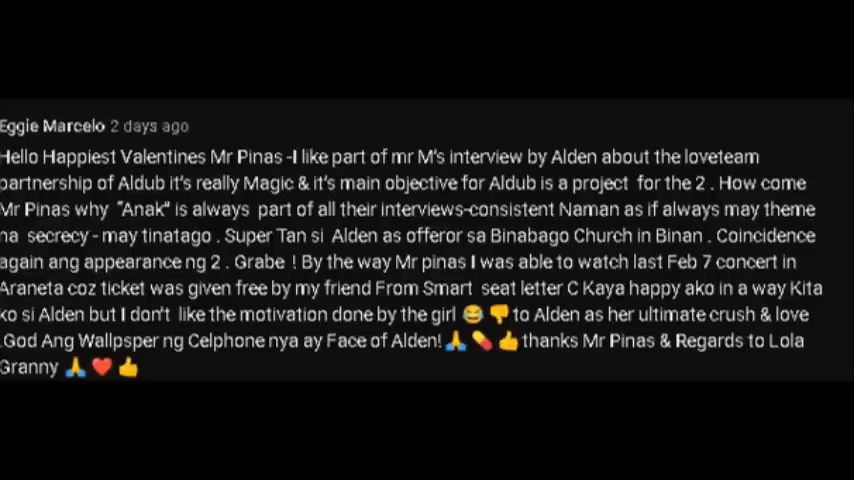 Eggie Marcelo 2 days ago
Hello Happiest Valentines Mr Pinas -I like part of mr M's interview by Alden about the loveteam
partnership of Aldub it's really Magic & it's main objective for Aldub is a project for the 2 . How come
Mr Pinas why "Anak" is always part of all their interviews-consistent Naman as if always may theme
na secrecy - may tinatago . Super Tan si Alden as offeror sa Binabago Church in Binan . Coincidence
again ang appearance ng 2 . Grabe ! By the way Mr pinas I was able to watch last Feb 7 concert in
Araneta coz ticket was given free by my friend From Smart seat letter C Kaya happy ako in a way Kita
ko si Alden but I don't like the motivation done by the girl 😂 👎 to Alden as her ultimate crush & love
.God Ang Wallpsper ng Celphone nya ay Face of Alden! 🙏 💊 👍 thanks Mr Pinas & Regards to Lola
Granny 🙏 ❤️ 👍